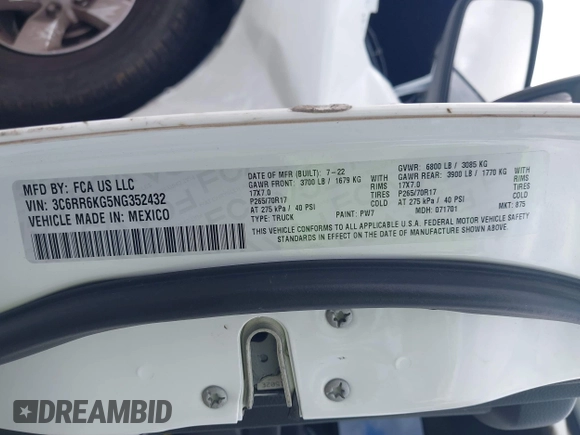 MFD BY: FCA US LLC
VIN: 3C6RR6KG5NG352432
VEHICLE MADE IN: MEXICO
DATE OF MFR (BUILT): 7-22
GAWR FRONT: 3700 LB / 1679 KG
17X7.0
P265/70R17
AT 275 kPa / 40 PSI
TYPE: TRUCK
PAINT: PW7
WITH TIRES COLD
GVWR: 6800 LB / 3085 KG
GAWR REAR: 3900 LB / 1770 KG
17X7.0
P265/70R17
AT 275 kPa / 40 PSI
MDH: 071701
WITH TIRES COLD
MKT: 875
VEHICLE CONFORMS TO ALL APPLICABLE U.S.A. FEDERAL MOTOR VEHICLE SAFETY
STANDARDS IN EFFECT ON THE DATE OF MANUFACTURE SHOWN ABOVE.
DREAMBID